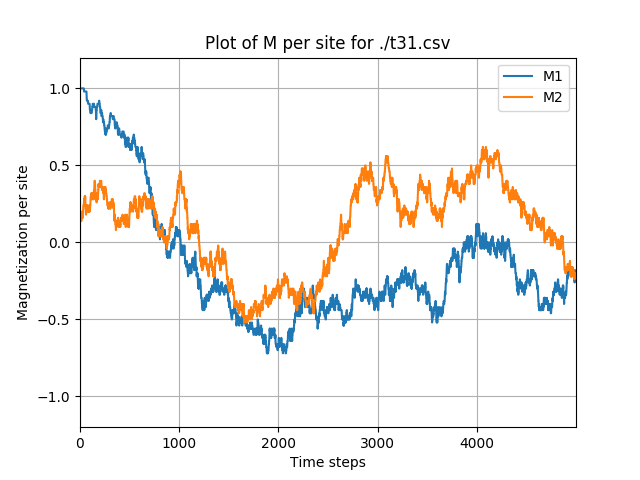 Plot of M per site for ./t31.csv
M1
M2
1.0
0.5
0.0
−0.5
−1.0
Magnetization per site
0 1000 2000 3000 4000
Time steps